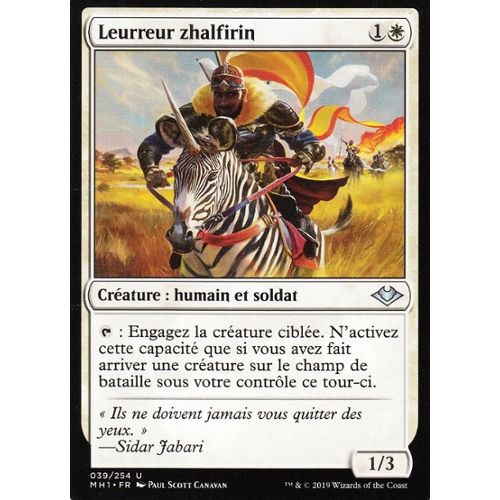 Leurreur zhalfirin 1
Créature : humain et soldat
: Engagez la créature ciblée. N'activez
cette capacité que si vous avez fait
arriver une créature sur le champ de
bataille sous votre contrôle ce tour-ci.
« Ils ne doivent jamais vous quitter des
yeux. »
—Sidar Jabari
1/3
039/254 U
MH1 • FR Paul Scott Canavan
™ & © 2019 Wizards of the Coast